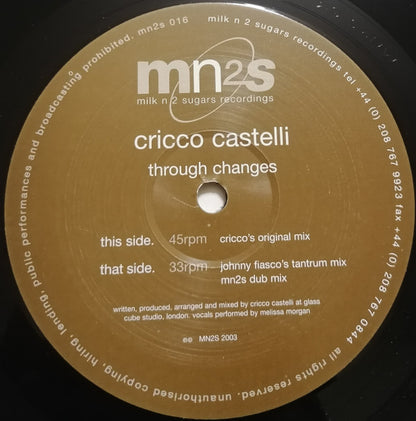 mn2s
milk n 2 sugars recordings
cricco castelli
through changes
this side. 45rpm cricco's original mix
that side. 33rpm johnny fiasco's tantrum mix
mn2s dub mix
written, produced, arranged and mixed by cricco castelli at glass
cube studio, london. vocals performed by melissa morgan
MN2S 2003
milk n 2 sugars recordings tel +44 (0) 208 767 9923 fax +44 (0) 208 767 0844 all rights reserved. unauthorised copying, hiring, lending, public performances and broadcasting prohibited. mn2s 016